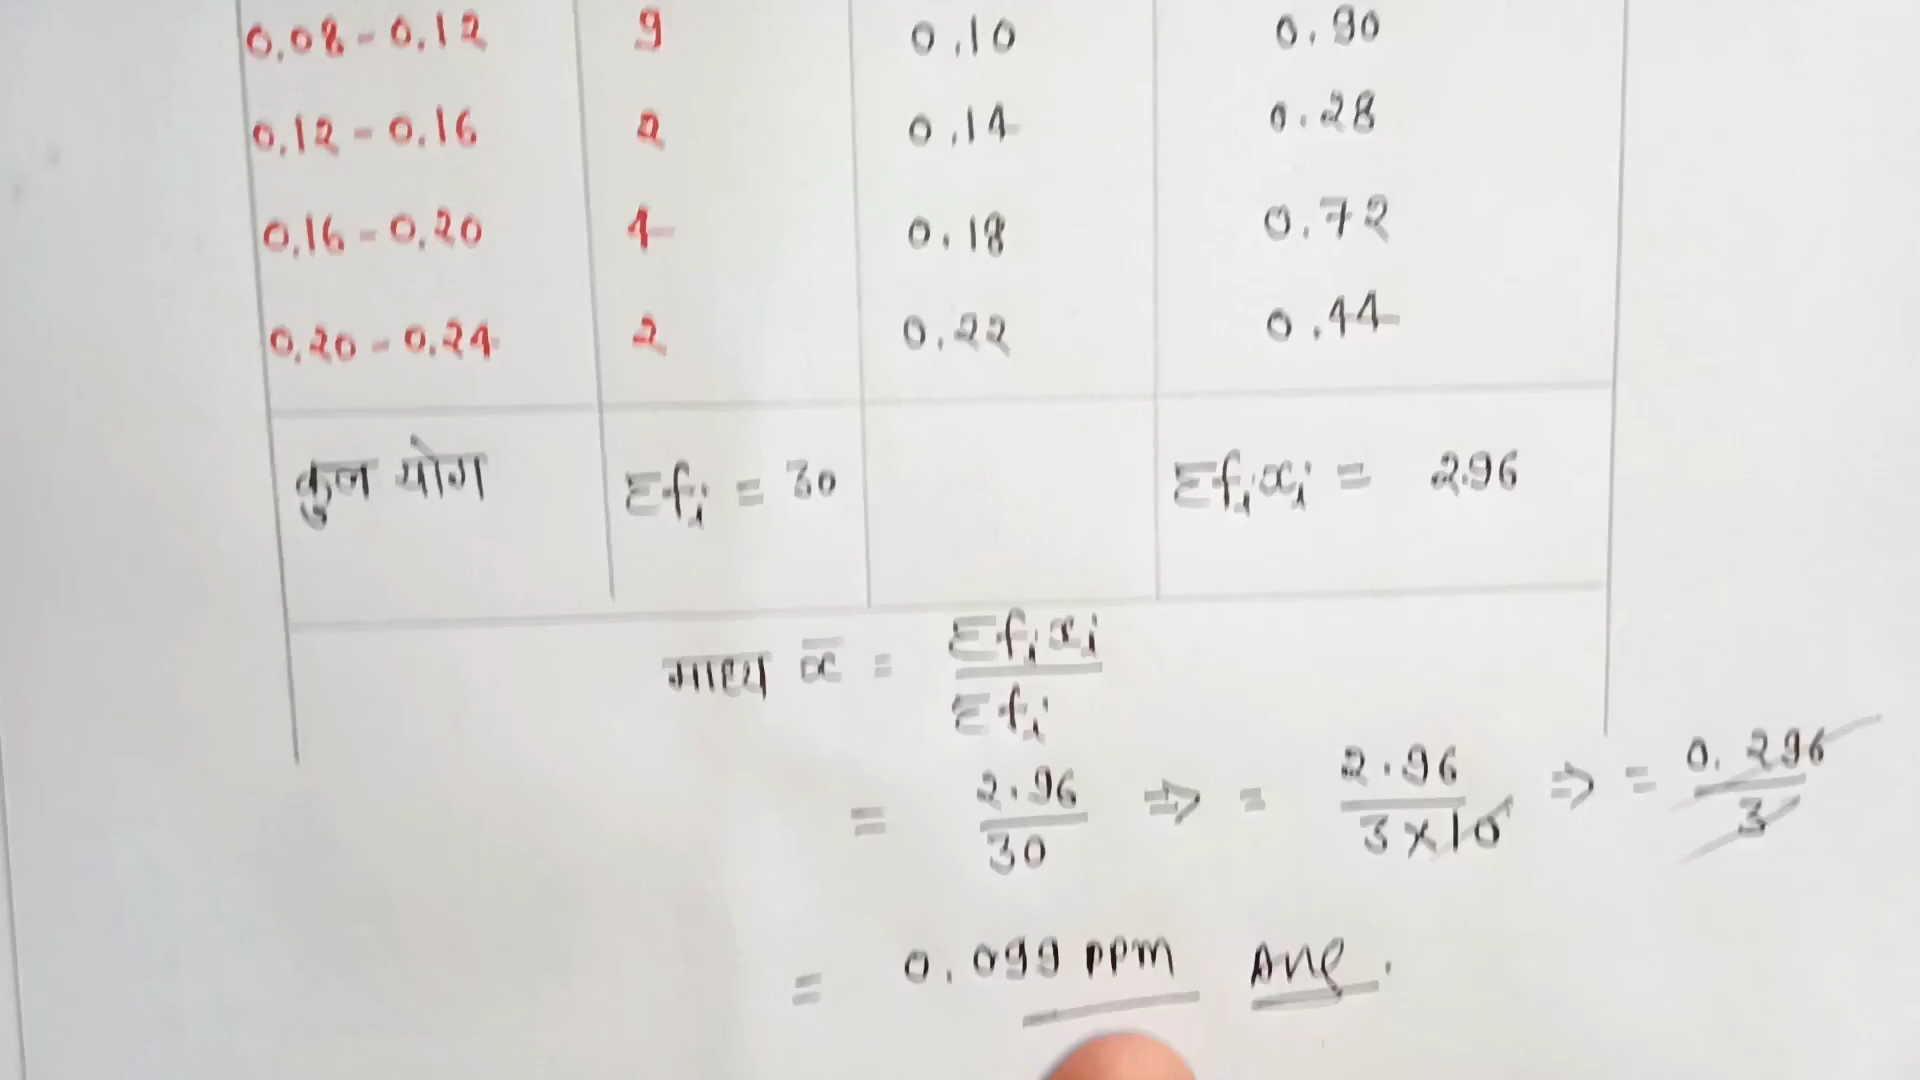 0.08-0.12 9 0.10 0.90
0.12-0.16 2 0.14 0.28
0.16-0.20 4 0.18 0.72
0.20-0.24 2 0.22 0.44
कुल योग Σfi = 30 Σfixi = 2.96
माध्य x̄ = Σfixi / Σfi
= 2.96/30 ⇒ = 2.96/3×10 ⇒ = 0.296/3
= 0.099 ppm Ans.